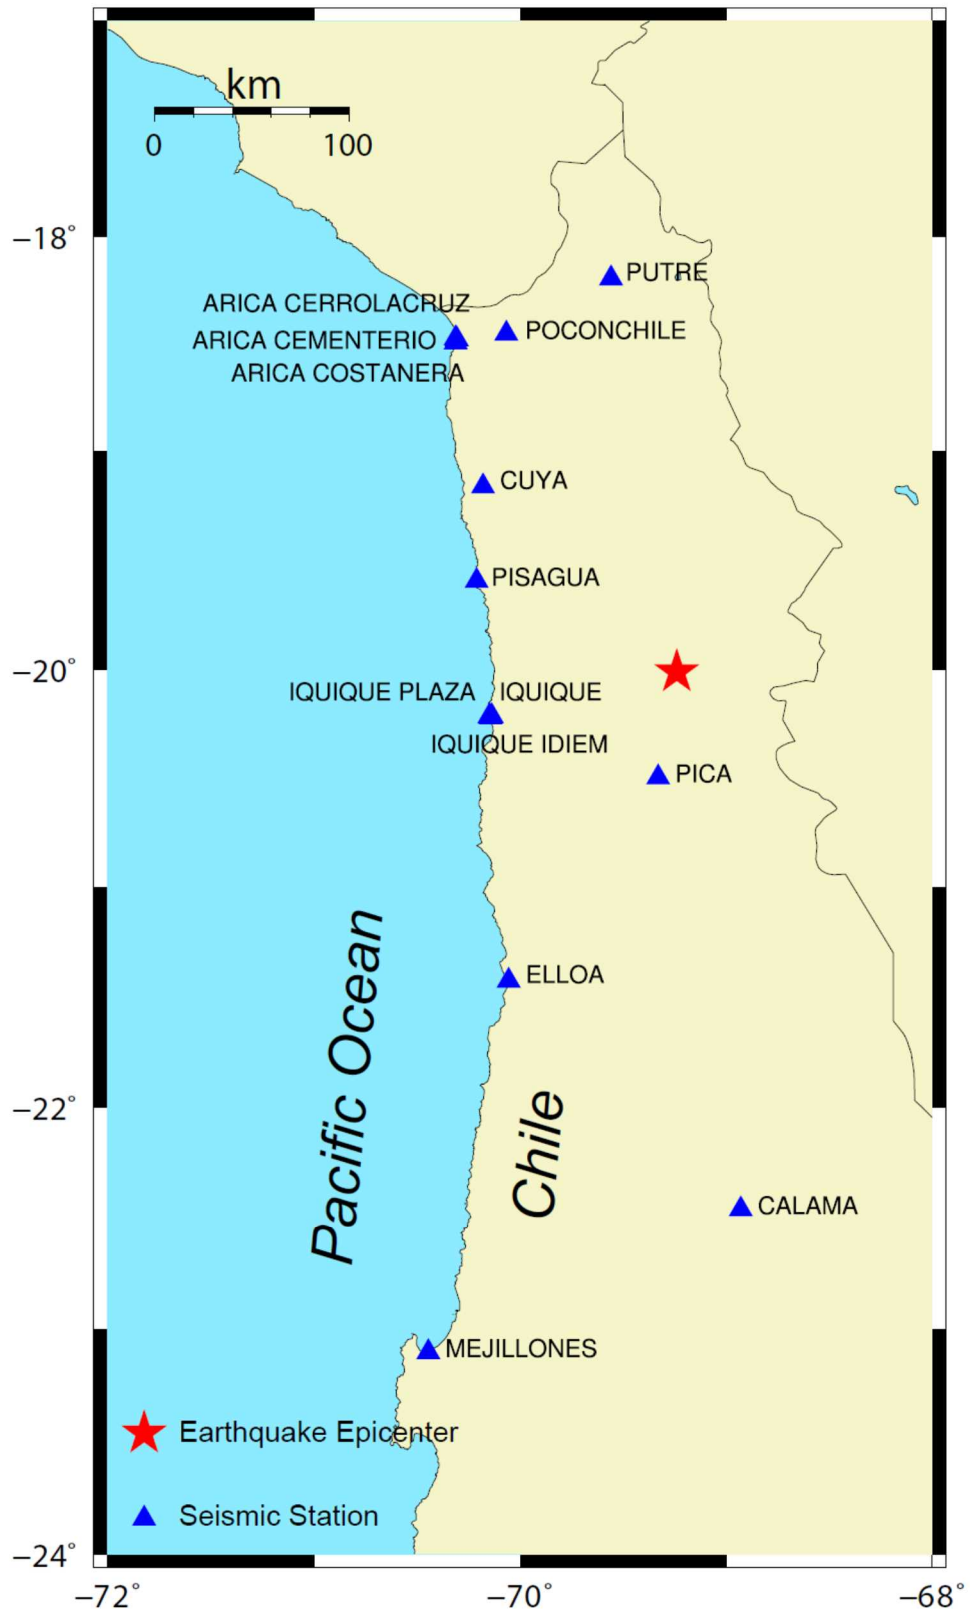 km
0 100
−18°
PUTRE
ARICA CERROLACRUZ
POCONCHILE
ARICA CEMENTERIO
ARICA COSTANERA
CUYA
PISAGUA
−20°
IQUIQUE PLAZA IQUIQUE
IQUIQUE IDIEM
PICA
Pacific Ocean
ELLOA
Chile
−22°
CALAMA
MEJILLONES
Earthquake Epicenter
Seismic Station
−24°
−72° −70° −68°